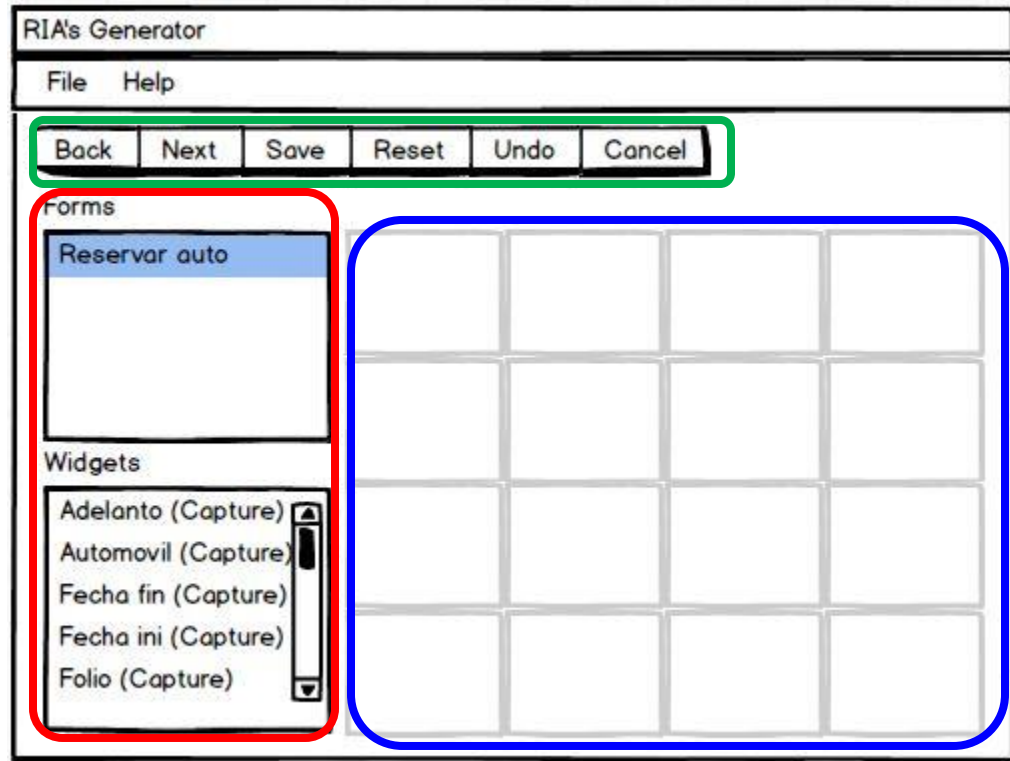 RIA's Generator
File Help
Back Next Save Reset Undo Cancel
Forms
Reservar auto
Widgets
Adelanto (Capture)
Automovil (Capture)
Fecha fin (Capture)
Fecha ini (Capture)
Folio (Capture)